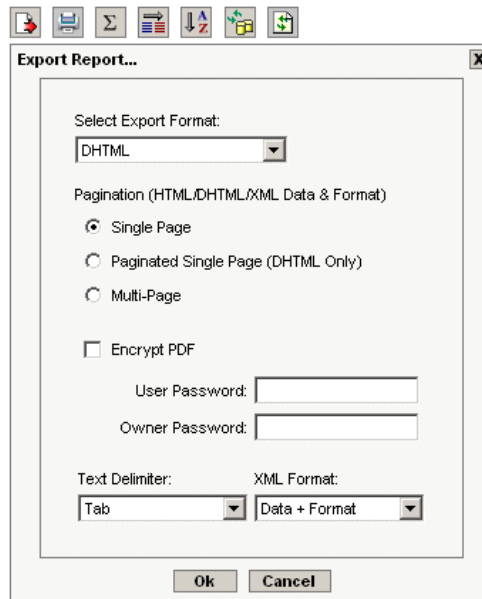 Σ
A
Z
Export Report...
X
Select Export Format:
DHTML
Pagination (HTML/DHTML/XML Data & Format)
Single Page
Paginated Single Page (DHTML Only)
Multi-Page
Encrypt PDF
User Password:
Owner Password:
Text Delimiter: XML Format:
Tab Data + Format
Ok Cancel